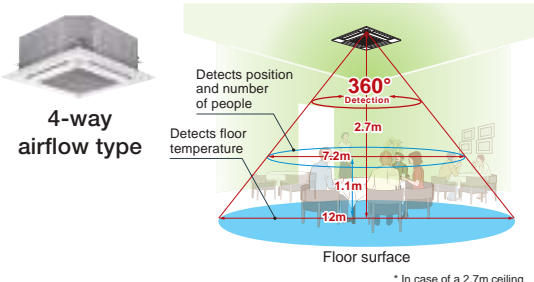 4-way
airflow type
Detects position
and number
of people
Detects floor
temperature
360°
Detection
2.7m
7.2m
1.1m
12m
Floor surface
* In case of a 2.7m ceiling